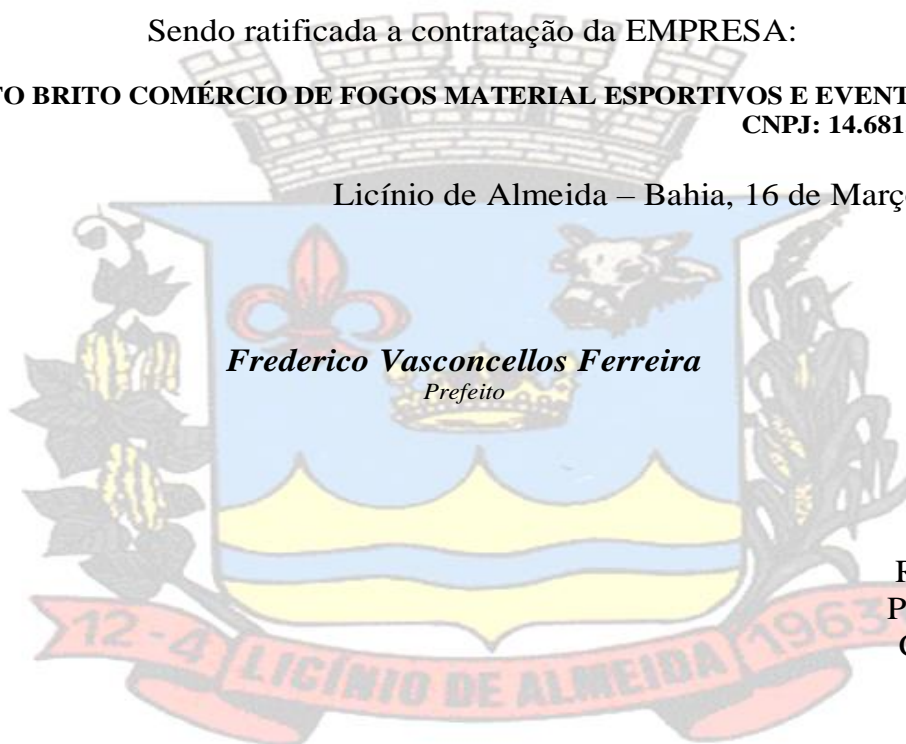 Sendo ratificada a contratação da EMPRESA:
TO BRITO COMÉRCIO DE FOGOS MATERIAL ESPORTIVOS E EVENT
CNPJ: 14.681
Licínio de Almeida – Bahia, 16 de Març
Frederico Vasconcellos Ferreira
Prefeito
R
P
12 - 4 LICÍNIO DE ALMEIDA 1963